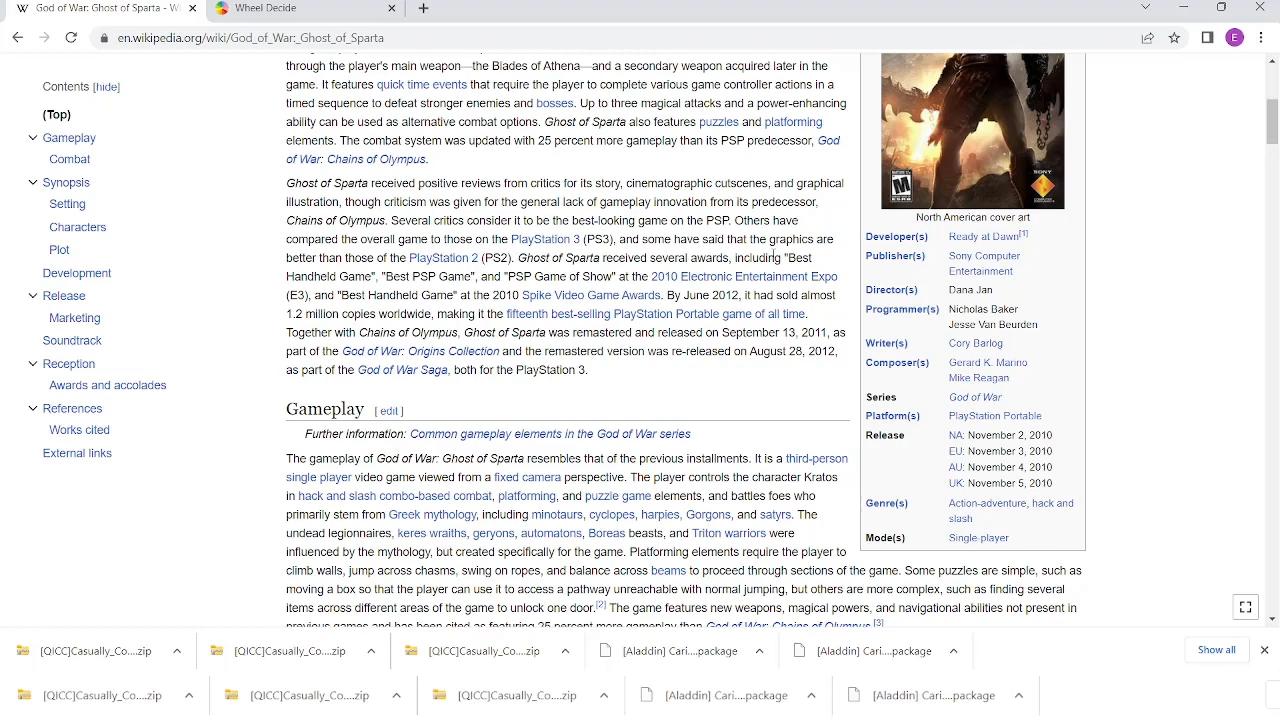 God of War: Ghost of Sparta - Wi
Wheel Decide
en.wikipedia.org/wiki/God_of_War:_Ghost_of_Sparta
E
Contents [hide]
(Top)
Gameplay
Combat
Synopsis
Setting
Characters
Plot
Development
Release
Marketing
Soundtrack
Reception
Awards and accolades
References
Works cited
External links
through the player's main weapon—the Blades of Athena—and a secondary weapon acquired later in the
game. It features quick time events that require the player to complete various game controller actions in a
timed sequence to defeat stronger enemies and bosses. Up to three magical attacks and a power-enhancing
ability can be used as alternative combat options. Ghost of Sparta also features puzzles and platforming
elements. The combat system was updated with 25 percent more gameplay than its PSP predecessor, God
of War: Chains of Olympus.
Ghost of Sparta received positive reviews from critics for its story, cinematographic cutscenes, and graphical
illustration, though criticism was given for the general lack of gameplay innovation from its predecessor,
Chains of Olympus. Several critics consider it to be the best-looking game on the PSP. Others have
compared the overall game to those on the PlayStation 3 (PS3), and some have said that the graphics are
better than those of the PlayStation 2 (PS2). Ghost of Sparta received several awards, including "Best
Handheld Game", "Best PSP Game", and "PSP Game of Show" at the 2010 Electronic Entertainment Expo
(E3), and "Best Handheld Game" at the 2010 Spike Video Game Awards. By June 2012, it had sold almost
1.2 million copies worldwide, making it the fifteenth best-selling PlayStation Portable game of all time.
Together with Chains of Olympus, Ghost of Sparta was remastered and released on September 13, 2011, as
part of the God of War: Origins Collection and the remastered version was re-released on August 28, 2012,
as part of the God of War Saga, both for the PlayStation 3.
Gameplay [ edit ]
Further information: Common gameplay elements in the God of War series
The gameplay of God of War: Ghost of Sparta resembles that of the previous installments. It is a third-person
single player video game viewed from a fixed camera perspective. The player controls the character Kratos
in hack and slash combo-based combat, platforming, and puzzle game elements, and battles foes who
primarily stem from Greek mythology, including minotaurs, cyclopes, harpies, Gorgons, and satyrs. The
undead legionnaires, keres wraiths, geryons, automatons, Boreas beasts, and Triton warriors were
influenced by the mythology, but created specifically for the game. Platforming elements require the player to
climb walls, jump across chasms, swing on ropes, and balance across beams to proceed through sections of the game. Some puzzles are simple, such as
moving a box so that the player can use it to access a pathway unreachable with normal jumping, but others are more complex, such as finding several
items across different areas of the game to unlock one door.[2] The game features new weapons, magical powers, and navigational abilities not present in
previous games and has been cited as featuring 25 percent more gameplay than God of War: Chains of Olympus.[3]
M
SONY
North American cover art
Developer(s) Ready at Dawn[1]
Publisher(s) Sony Computer
Entertainment
Director(s) Dana Jan
Programmer(s) Nicholas Baker
Jesse Van Beurden
Writer(s) Cory Barlog
Composer(s) Gerard K. Marino
Mike Reagan
Series God of War
Platform(s) PlayStation Portable
Release NA: November 2, 2010
EU: November 3, 2010
AU: November 4, 2010
UK: November 5, 2010
Genre(s) Action-adventure, hack and
slash
Mode(s) Single-player
[QICC]Casually_Co....zip [QICC]Casually_Co....zip [QICC]Casually_Co....zip [Aladdin] Cari....package [Aladdin] Cari....package Show all
[QICC]Casually_Co....zip [QICC]Casually_Co....zip [QICC]Casually_Co....zip [Aladdin] Cari....package [Aladdin] Cari....package